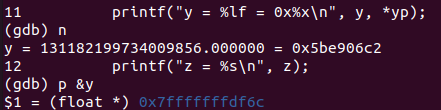 11 printf("y = %lf = 0x%x\n", y, *yp);
(gdb) n
y = 131182199734009856.000000 = 0x5be906c2
12 printf("z = %s\n", z);
(gdb) p &y
$1 = (float *) 0x7fffffffdf6c